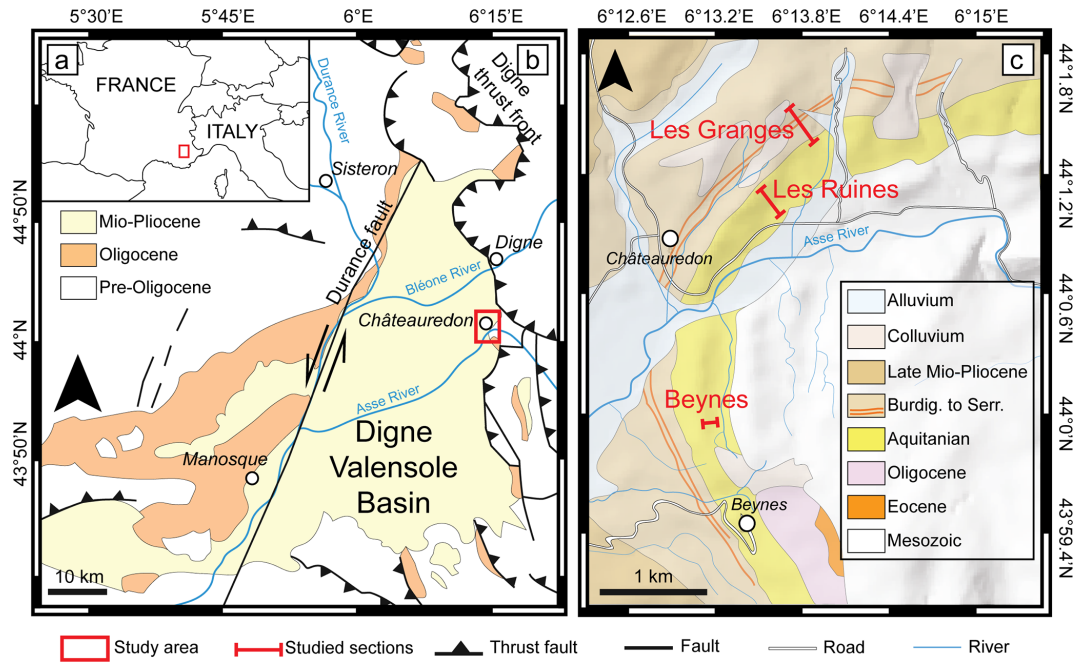 5°30'E 5°45'E 6°E 6°15'E
a
FRANCE
ITALY
b
Digne
thrust front
Durance River
Sisteron
Mio-Pliocene
Oligocene
Pre-Oligocene
Durance fault
Digne
Bléone River
Châteauredon
Asre River
Manosque
Digne
Valensole
Basin
44°50'N
44°N
43°50'N
10 km
6°12.6'E 6°13.2'E 6°13.8'E 6°14.4'E 6°15'E
c
Les Granges
Les Ruines
Châteauredon
Asse River
Beynes
Beynes
Alluvium
Colluvium
Late Mio-Pliocene
Burdig. to Serr.
Aquitanian
Oligocene
Eocene
Mesozoic
44°1.8'N
44°1.2'N
44°0.6'N
44°0'N
43°59.4'N
1 km
Study area
Studied sections
Thrust fault
Fault
Road
River